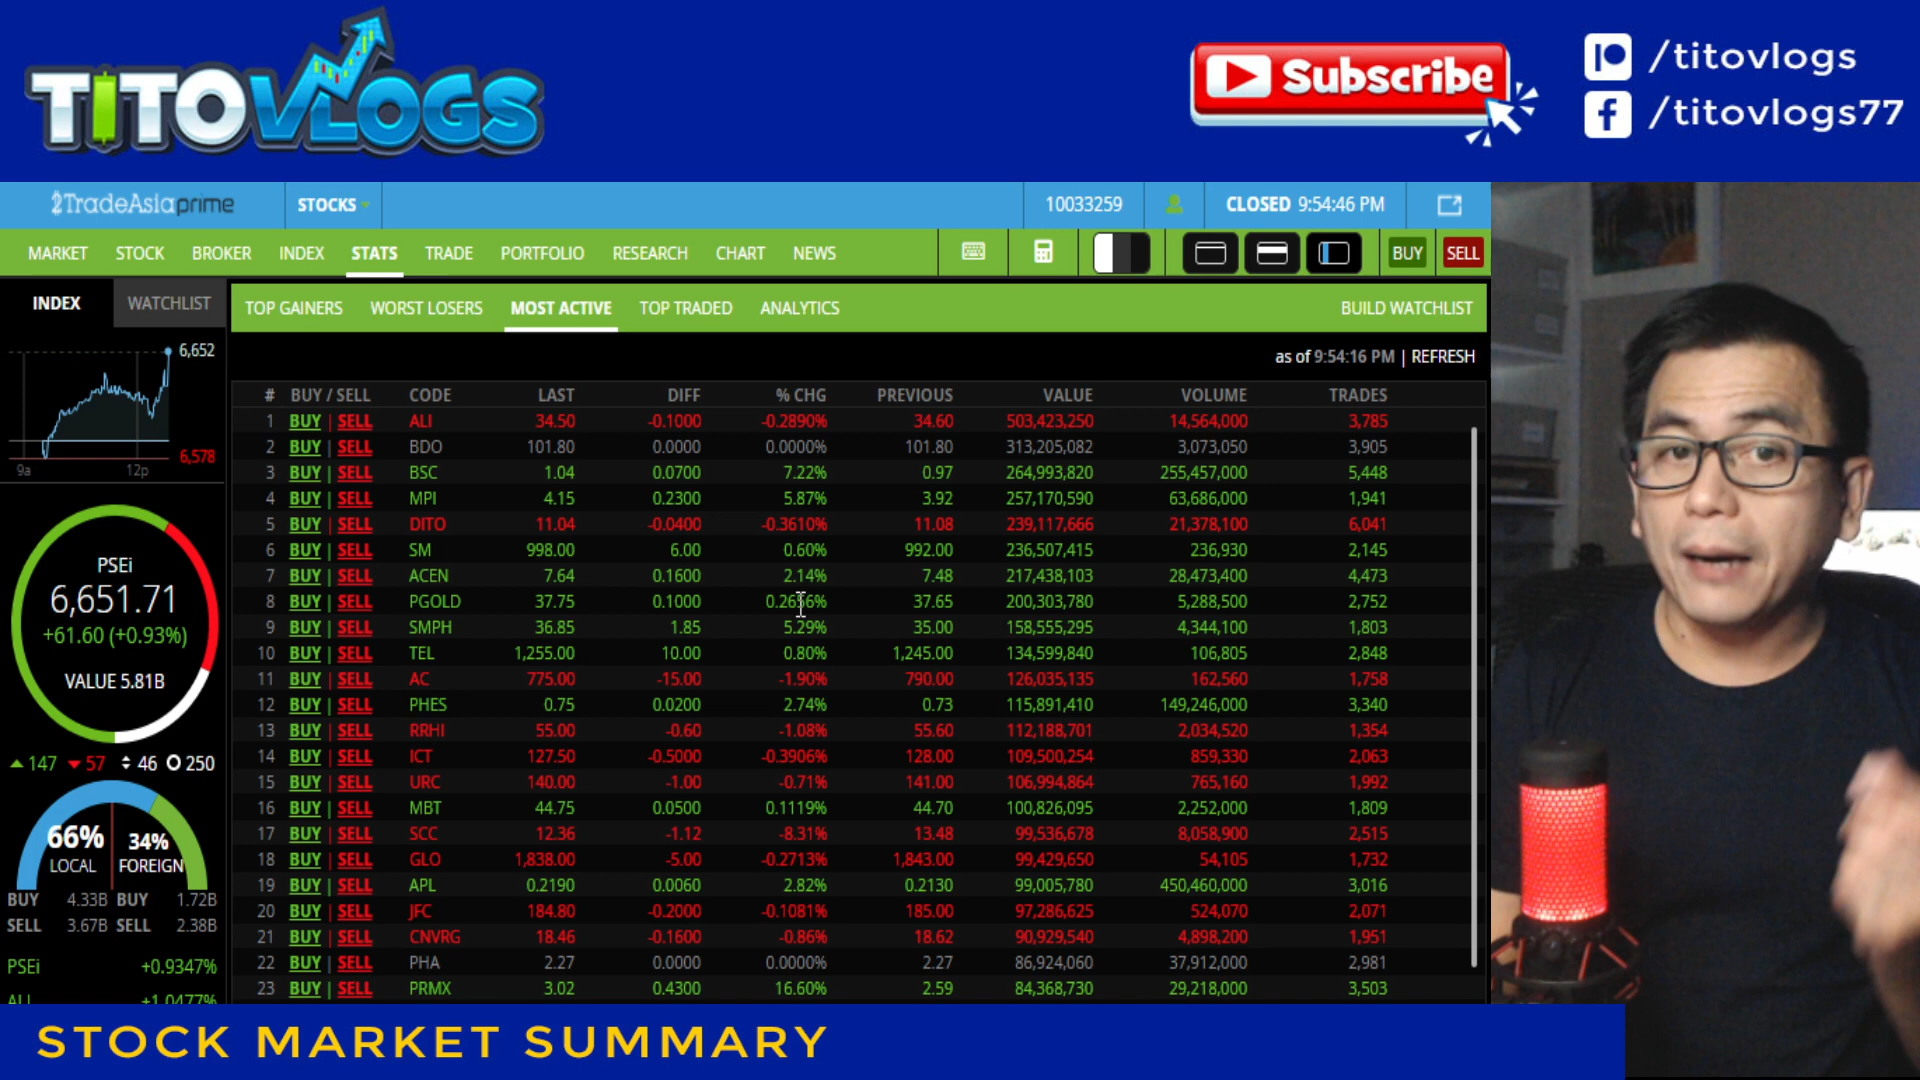 TITOVLOGS
Subscribe
/titovlogs
/titovlogs77
2TradeAsiaprime
STOCKS
10033259
CLOSED 9:54:46 PM
MARKET STOCK BROKER INDEX STATS TRADE PORTFOLIO RESEARCH CHART NEWS BUY SELL
INDEX WATCHLIST
TOP GAINERS WORST LOSERS MOST ACTIVE TOP TRADED ANALYTICS BUILD WATCHLIST
as of 9:54:16 PM | REFRESH
6,652
6,578
9a 12p
PSEi
6,651.71
+61.60 (+0.93%)
VALUE 5.81B
147 57 46 250
66% LOCAL
34% FOREIGN
BUY 4.33B BUY 1.72B
SELL 3.67B SELL 2.38B
PSEi +0.9347%
ALL +1.0477%
# BUY / SELL CODE LAST DIFF % CHG PREVIOUS VALUE VOLUME TRADES
1 BUY | SELL ALI 34.50 -0.1000 -0.2890% 34.60 503,423,250 14,564,000 3,785
2 BUY | SELL BDO 101.80 0.0000 0.0000% 101.80 313,205,082 3,073,050 3,905
3 BUY | SELL BSC 1.04 0.0700 7.22% 0.97 264,993,820 255,457,000 5,448
4 BUY | SELL MPI 4.15 0.2300 5.87% 3.92 257,170,590 63,686,000 1,941
5 BUY | SELL DITO 11.04 -0.0400 -0.3610% 11.08 239,117,666 21,378,100 6,041
6 BUY | SELL SM 998.00 6.00 0.60% 992.00 236,507,415 236,930 2,145
7 BUY | SELL ACEN 7.64 0.1600 2.14% 7.48 217,438,103 28,473,400 4,473
8 BUY | SELL PGOLD 37.75 0.1000 0.2656% 37.65 200,303,780 5,288,500 2,752
9 BUY | SELL SMPH 36.85 1.85 5.29% 35.00 158,555,295 4,344,100 1,803
10 BUY | SELL TEL 1,255.00 10.00 0.80% 1,245.00 134,599,840 106,805 2,848
11 BUY | SELL AC 775.00 -15.00 -1.90% 790.00 126,035,135 162,560 1,758
12 BUY | SELL PHES 0.75 0.0200 2.74% 0.73 115,891,410 149,246,000 3,340
13 BUY | SELL RRHI 55.00 -0.60 -1.08% 55.60 112,188,701 2,034,520 1,354
14 BUY | SELL ICT 127.50 -0.5000 -0.3906% 128.00 109,500,254 859,330 2,063
15 BUY | SELL URC 140.00 -1.00 -0.71% 141.00 106,994,864 765,160 1,992
16 BUY | SELL MBT 44.75 0.0500 0.1119% 44.70 100,826,095 2,252,000 1,809
17 BUY | SELL SCC 12.36 -1.12 -8.31% 13.48 99,536,678 8,058,900 2,515
18 BUY | SELL GLO 1,838.00 -5.00 -0.2713% 1,843.00 99,429,650 54,105 1,732
19 BUY | SELL APL 0.2190 0.0060 2.82% 0.2130 99,005,780 450,460,000 3,016
20 BUY | SELL JFC 184.80 -0.2000 -0.1081% 185.00 97,286,625 524,070 2,071
21 BUY | SELL CNVRG 18.46 -0.1600 -0.86% 18.62 90,929,540 4,898,200 1,951
22 BUY | SELL PHA 2.27 0.0000 0.0000% 2.27 86,924,060 37,912,000 2,981
23 BUY | SELL PRMX 3.02 0.4300 16.60% 2.59 84,368,730 29,218,000 3,503
STOCK MARKET SUMMARY